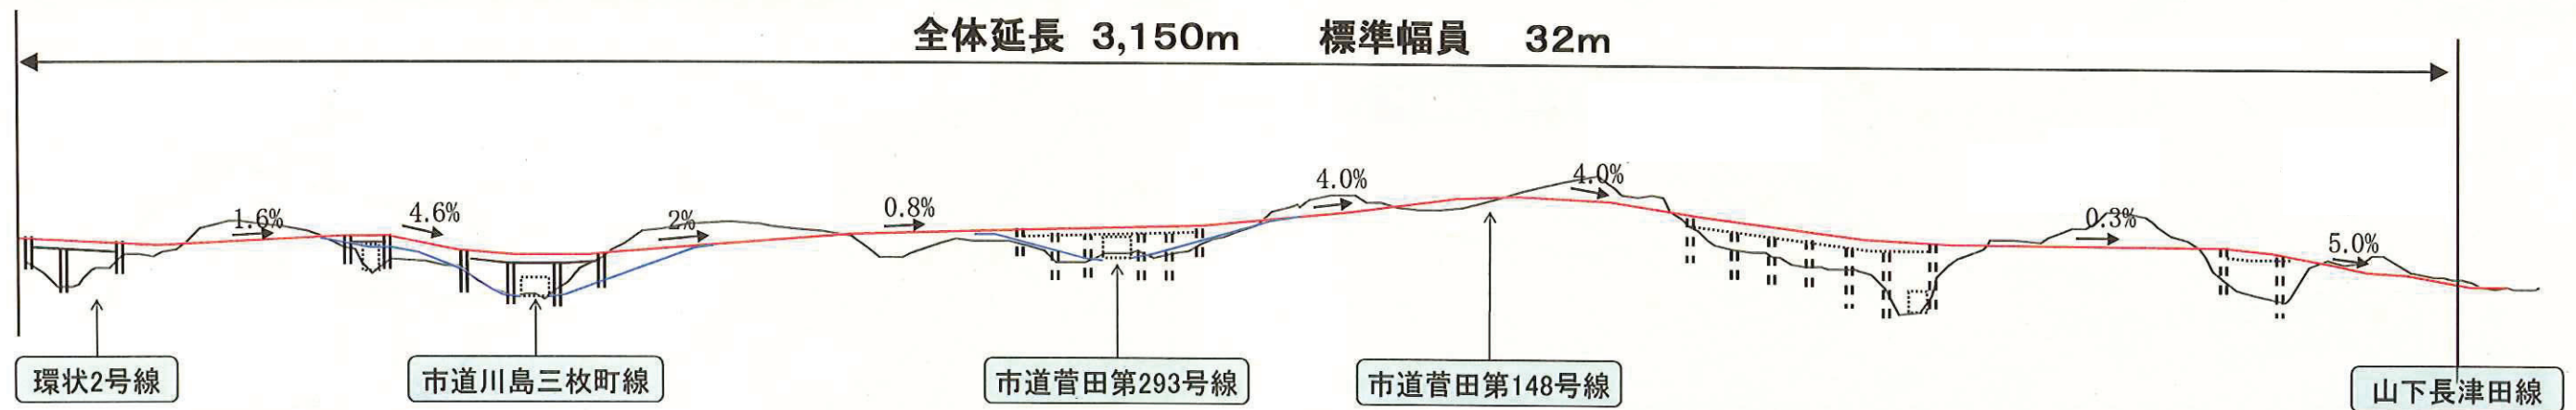 全体延長 3,150m 標準幅員 32m
1.6%
4.6%
2%
0.8%
4.0%
4.0%
0.3%
5.0%
環状2号線
市道川島三枚町線
市道菅田第293号線
市道菅田第148号線
山下長津田線